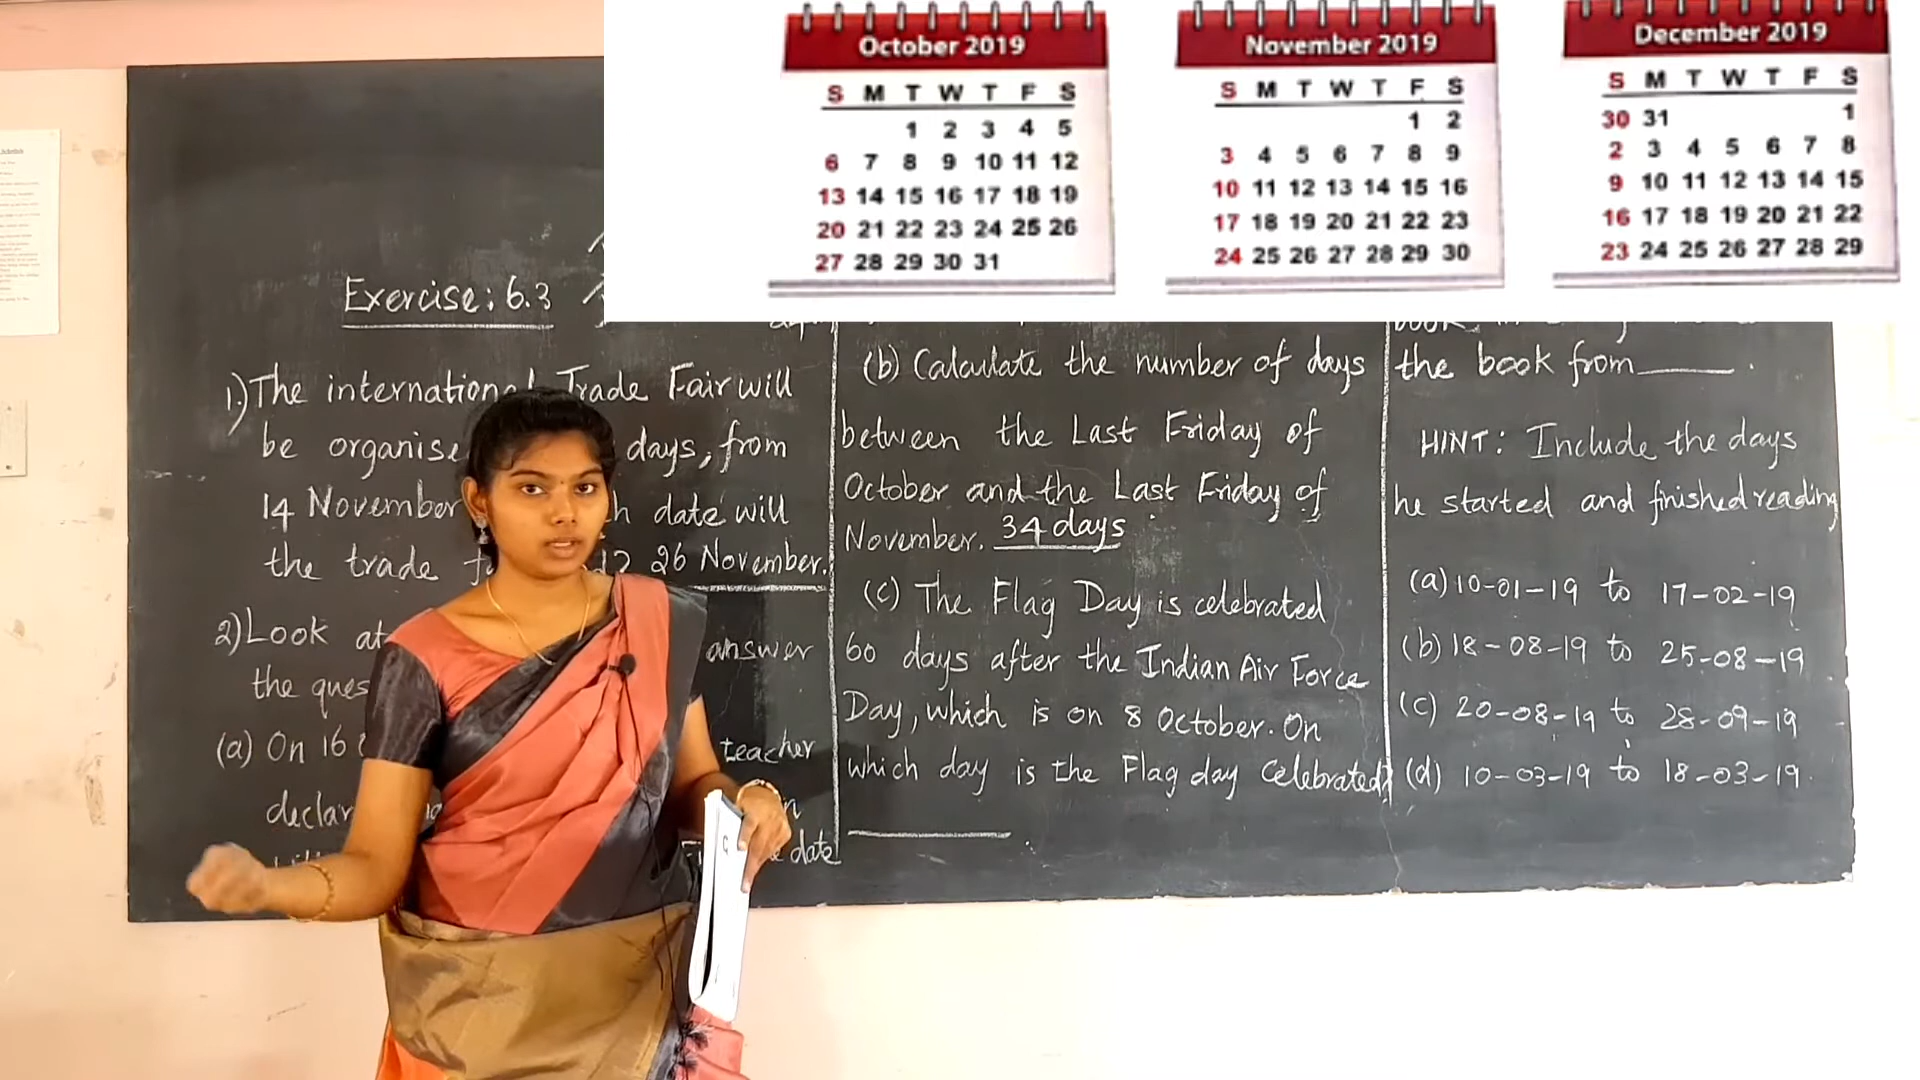 October 2019
S M T W T F S
1 2 3 4 5
6 7 8 9 10 11 12
13 14 15 16 17 18 19
20 21 22 23 24 25 26
27 28 29 30 31
November 2019
S M T W T F S
1 2
3 4 5 6 7 8 9
10 11 12 13 14 15 16
17 18 19 20 21 22 23
24 25 26 27 28 29 30
December 2019
S M T W T F S
30 31 1
2 3 4 5 6 7 8
9 10 11 12 13 14 15
16 17 18 19 20 21 22
23 24 25 26 27 28 29
Exercise: 6.3
1.) The international Trade Fair will
be organise days, from
14 November date will
the trade 26 November.
2) Look at answer
the
(a) On 16 teacher
date
(b) Calculate the number of days
between the Last Friday of
October and the Last Friday of
November. 34 days
(c) The Flag Day is celebrated
60 days after the Indian Air Force
Day, which is on 8 October. On
which day is the Flag day celebrated?
the book from ______.
HINT: Include the days
he started and finished reading
(a) 10-01-19 to 17-02-19
(b) 18-08-19 to 25-08-19
(c) 20-08-19 to 28-09-19
(d) 10-03-19 to 18-03-19.